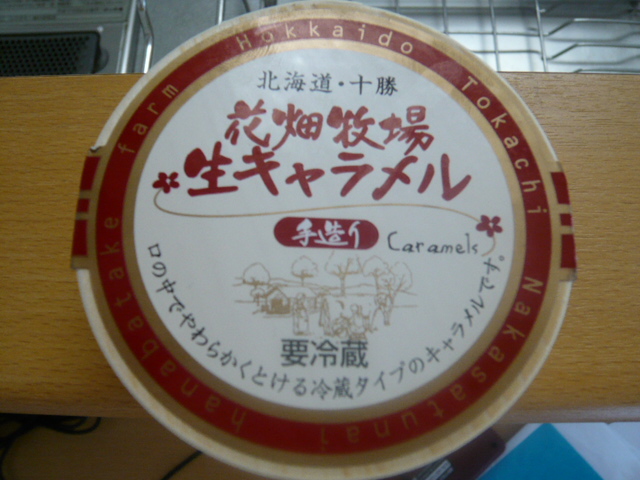 Hokkaido Tokachi Nakasatunai hanabatake farm
北海道・十勝
花畑牧場
生キャラメル
手造り
Caramels
要冷蔵
口の中でやわらかくとける冷蔵タイプのキャラメルです。